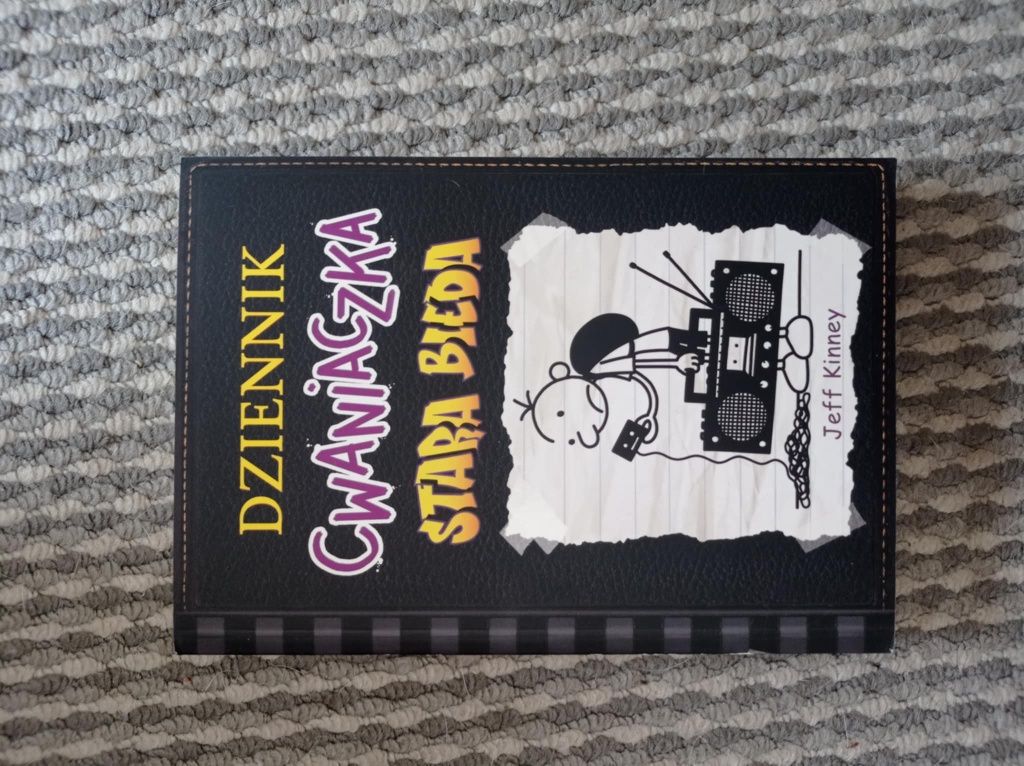 DZIENNIK
CWANIACZKA
STARA BIEDA
Jeff Kinney